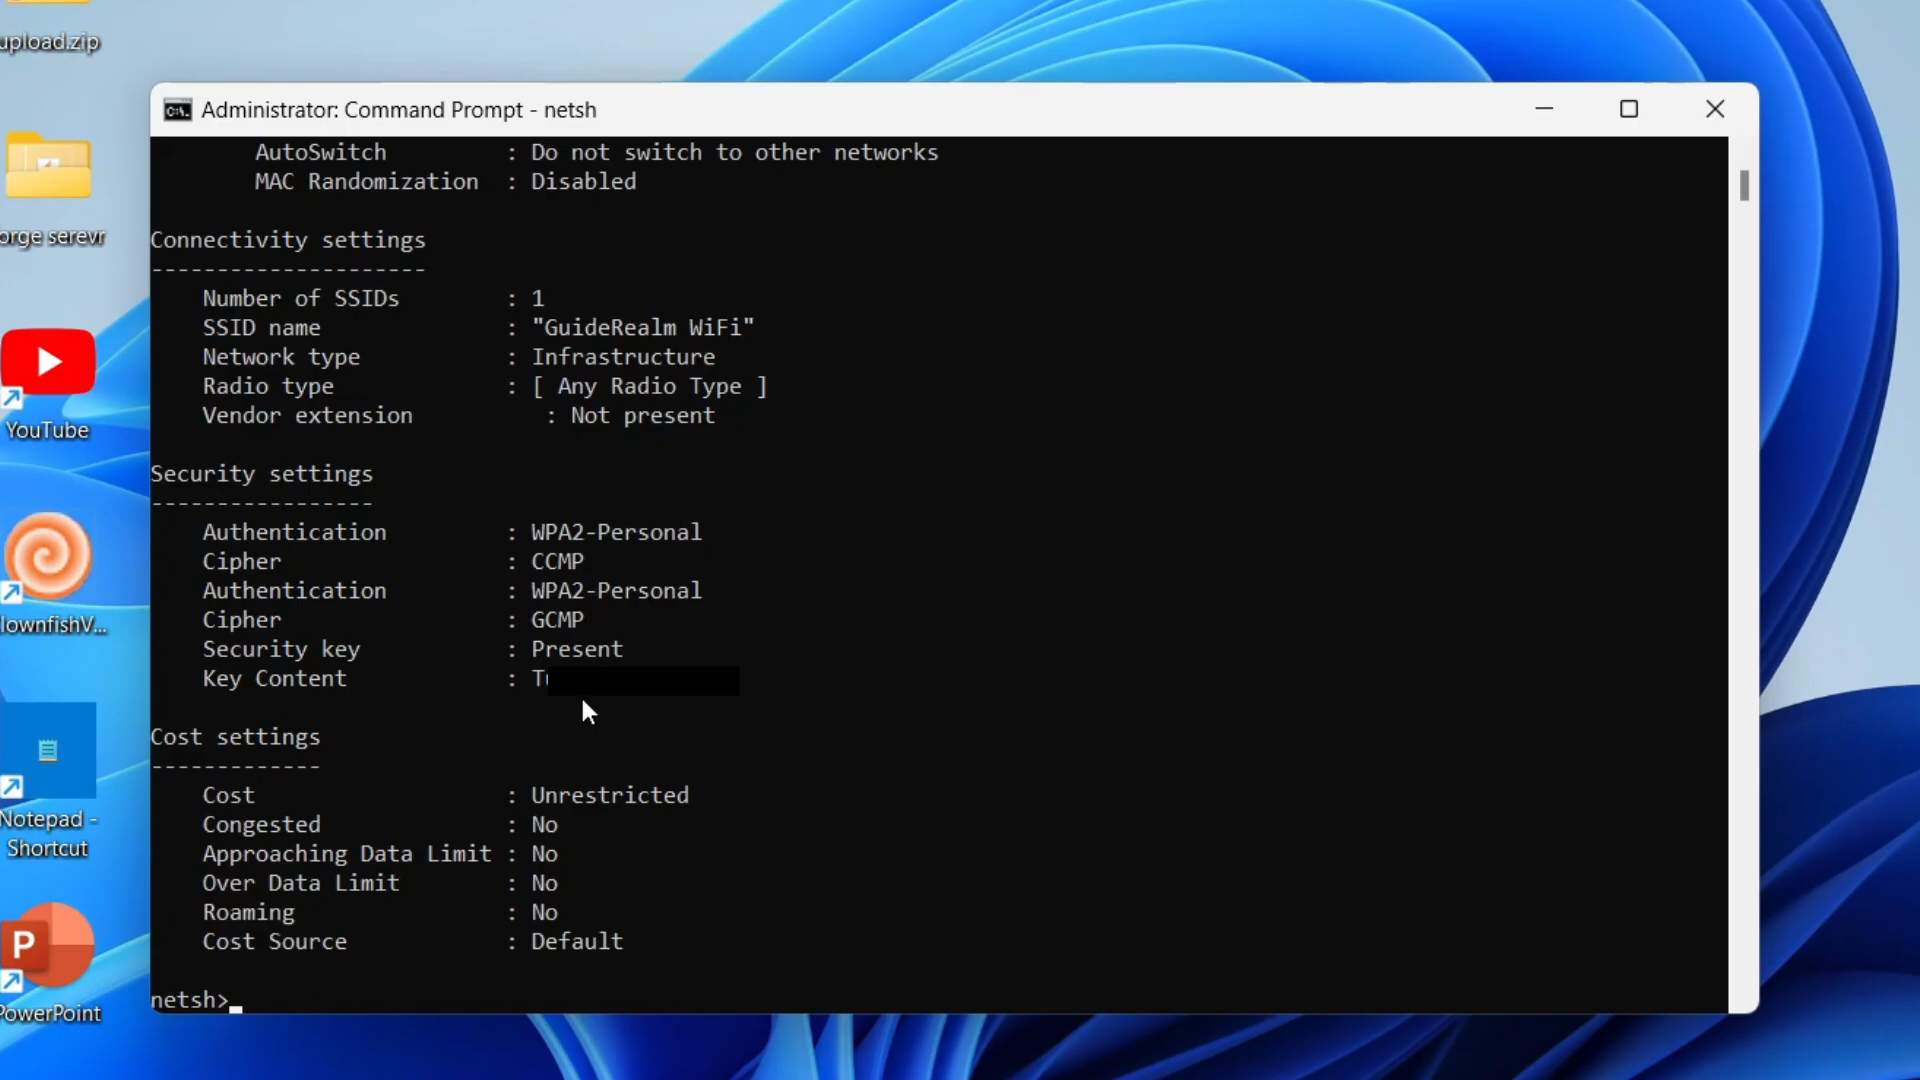 upload.zip
Administrator: Command Prompt - netsh
AutoSwitch : Do not switch to other networks
MAC Randomization : Disabled
orge serevr
Connectivity settings
---------------------
Number of SSIDs : 1
SSID name : "GuideRealm WiFi"
Network type : Infrastructure
Radio type : [ Any Radio Type ]
Vendor extension : Not present
YouTube
Security settings
-----------------
Authentication : WPA2-Personal
Cipher : CCMP
Authentication : WPA2-Personal
Cipher : GCMP
Security key : Present
Key Content : T
lownfishV...
Cost settings
-------------
Cost : Unrestricted
Congested : No
Approaching Data Limit : No
Over Data Limit : No
Roaming : No
Cost Source : Default
Notepad -
Shortcut
netsh>
PowerPoint